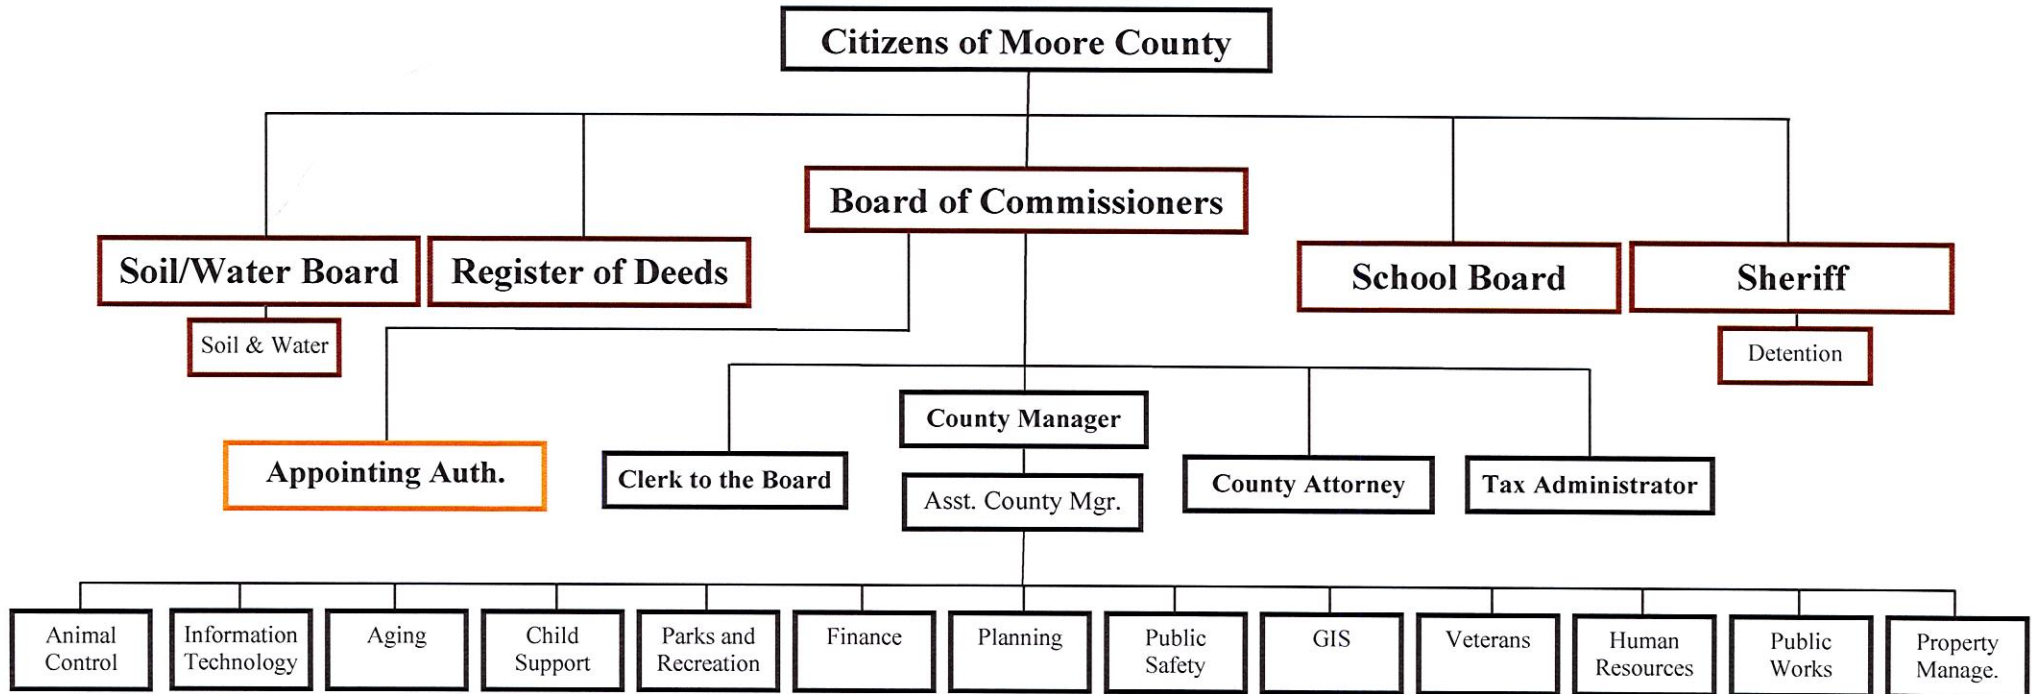 Citizens of Moore County
Board of Commissioners
Soil/Water Board
Register of Deeds
School Board
Sheriff
Soil & Water
Detention
County Manager
Appointing Auth.
Clerk to the Board
Asst. County Mgr.
County Attorney
Tax Administrator
Animal
Control
Information
Technology
Aging
Child
Support
Parks and
Recreation
Finance
Planning
Public
Safety
GIS
Veterans
Human
Resources
Public
Works
Property
Manage.